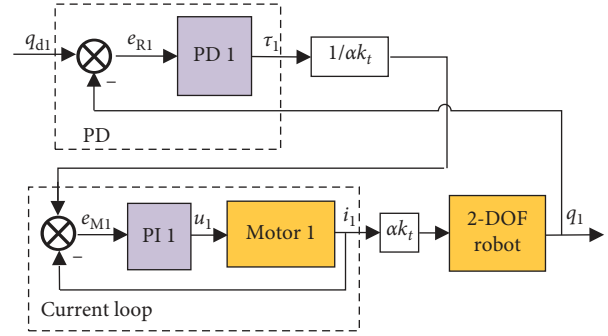 q_d1
e_R1
PD 1
τ_1
1/αk_t
−
PD
e_M1
PI 1
u_1
Motor 1
i_1
αk_t
2-DOF
robot
q_1
−
Current loop